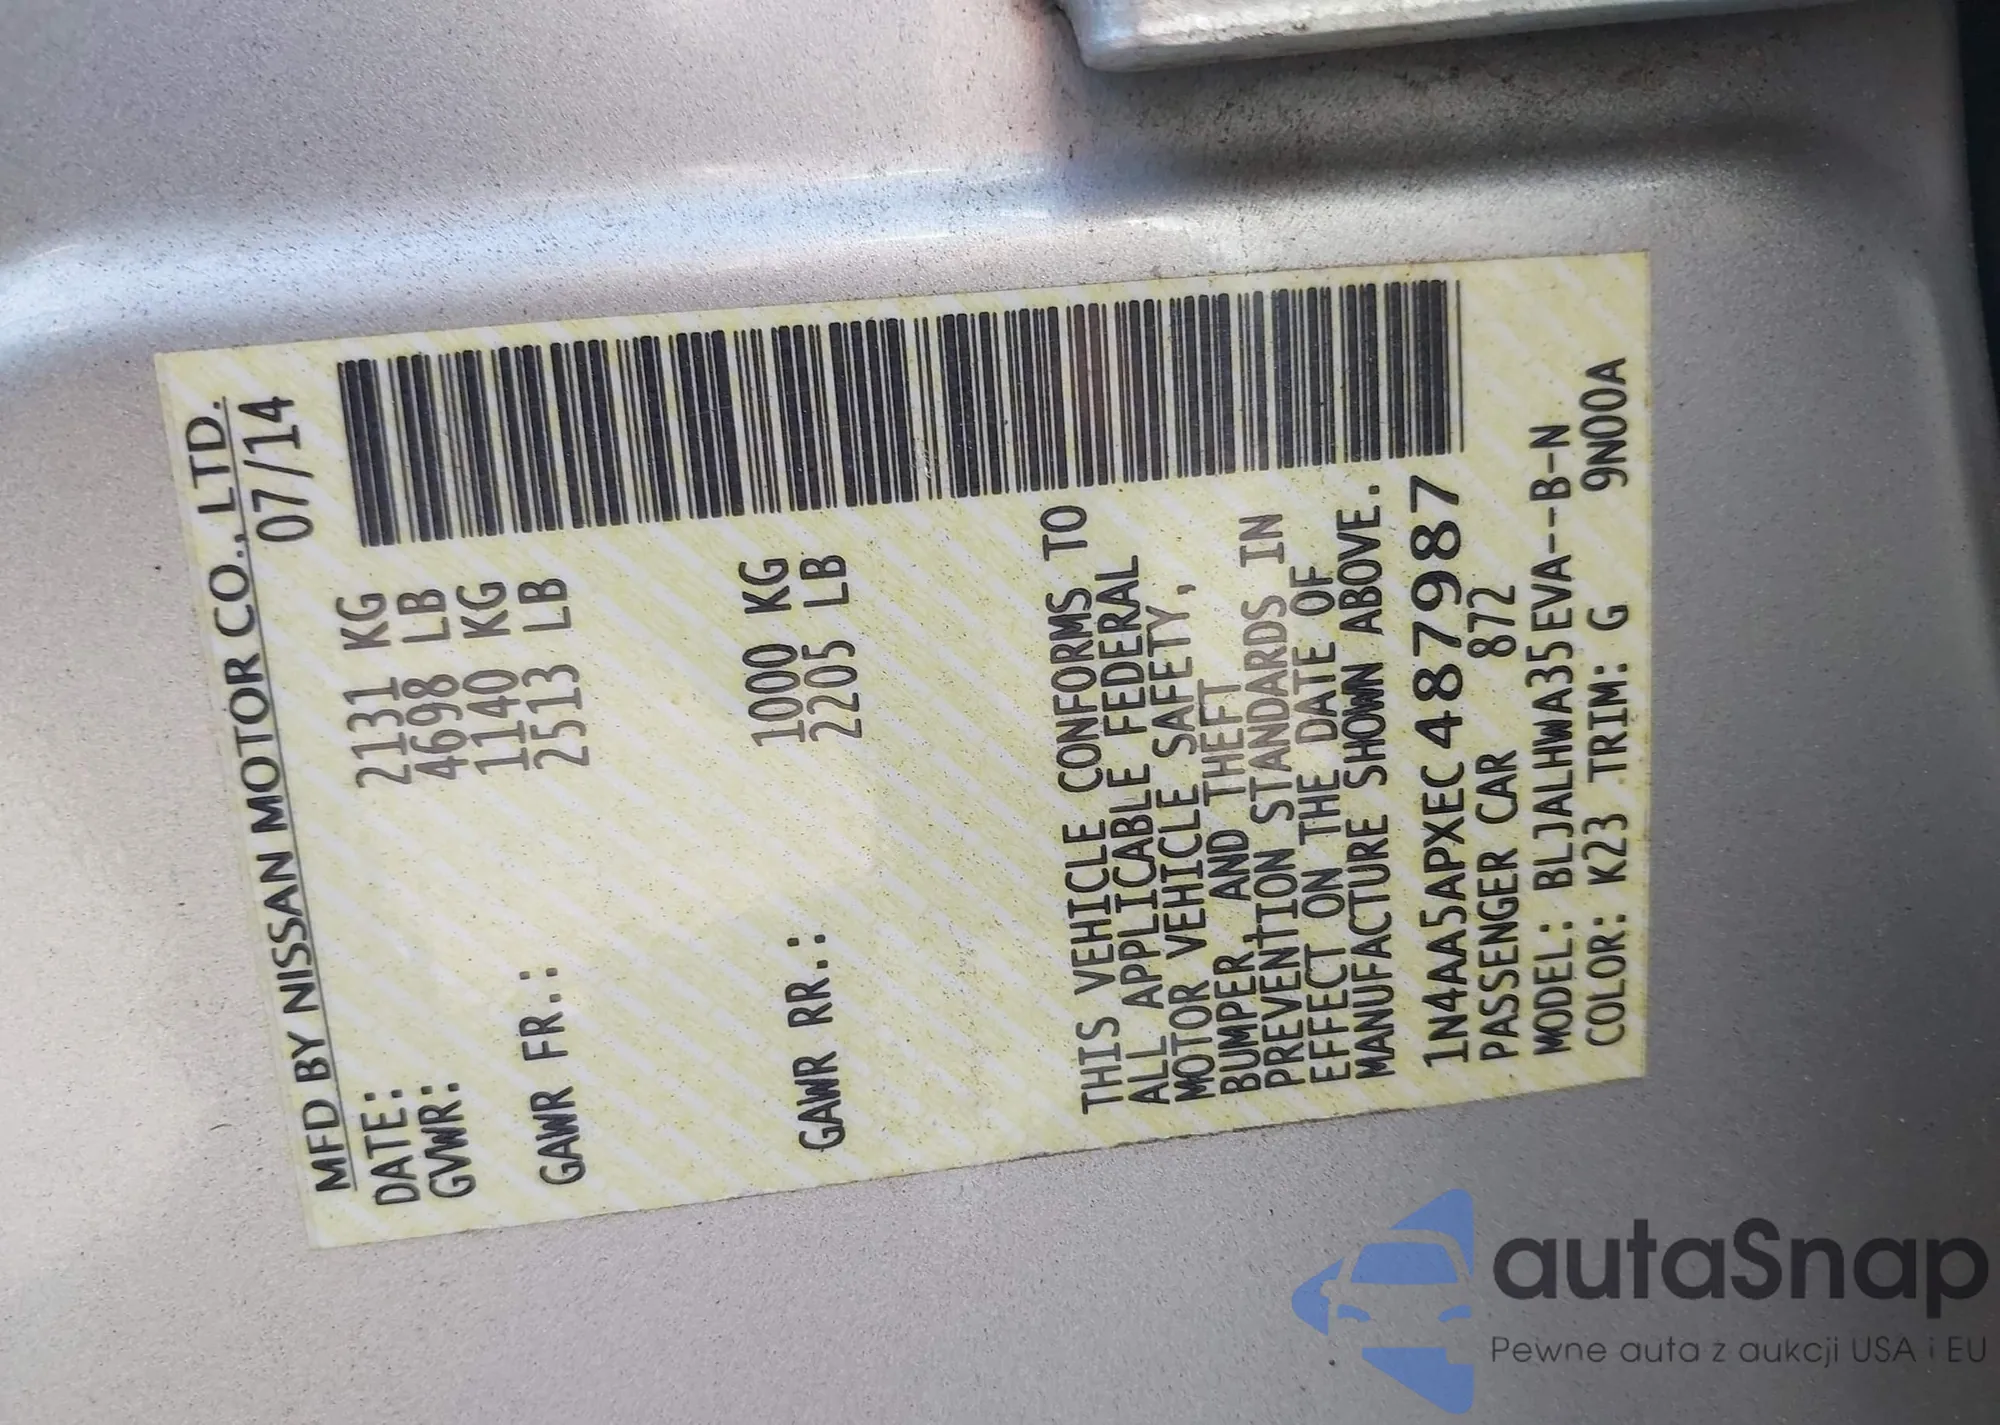 MFD BY NISSAN MOTOR CO., LTD.
DATE: 07/14
GVWR: 2131 KG
4698 LB
GAWR FR.: 1140 KG
2513 LB
GAWR RR.: 1000 KG
2205 LB
THIS VEHICLE CONFORMS TO
ALL APPLICABLE FEDERAL
MOTOR VEHICLE SAFETY,
BUMPER, AND THEFT
PREVENTION STANDARDS IN
EFFECT ON THE DATE OF
MANUFACTURE SHOWN ABOVE.
1N4AA5APXEC487987
PASSENGER CAR 872
MODEL: BLJALHWA35EVA--B-N
COLOR: K23 TRIM: G 9N00A
autaSnap
Pewne auta z aukcji USA i EU